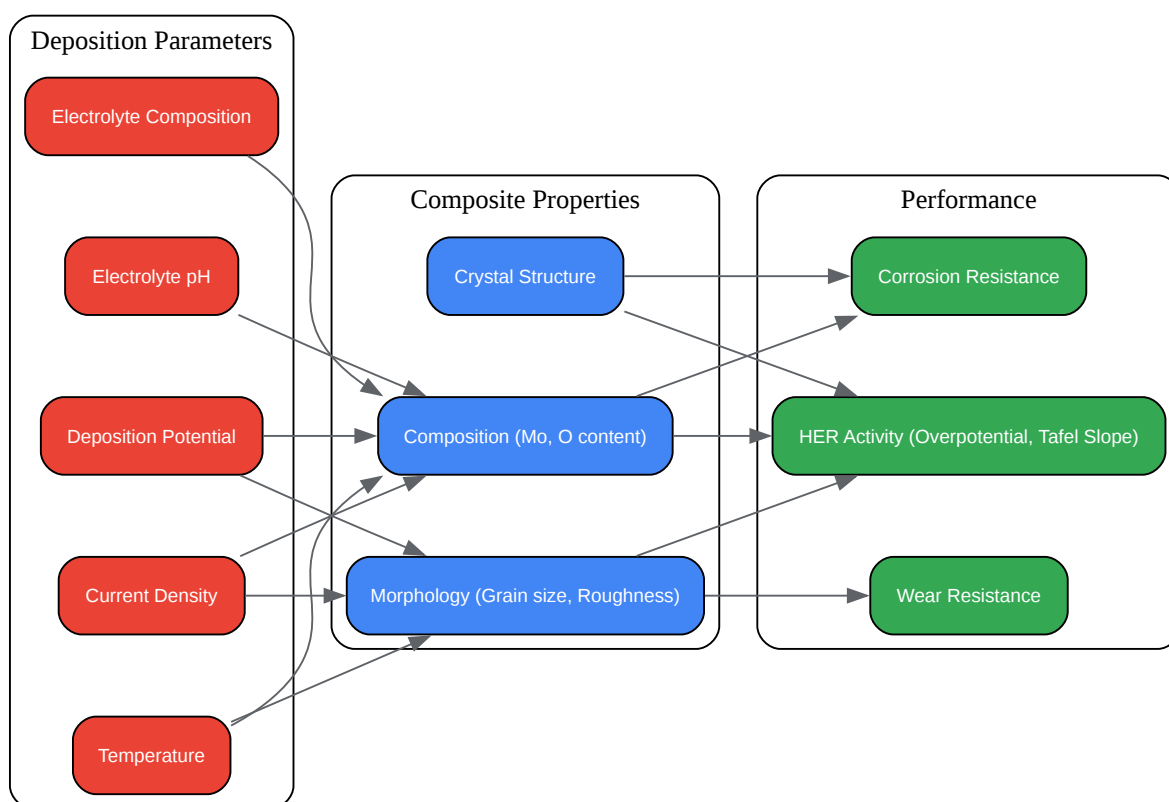 Deposition Parameters
Electrolyte Composition
Electrolyte pH
Deposition Potential
Current Density
Temperature
Composite Properties
Crystal Structure
Composition (Mo, O content)
Morphology (Grain size, Roughness)
Performance
Corrosion Resistance
HER Activity (Overpotential, Tafel Slope)
Wear Resistance